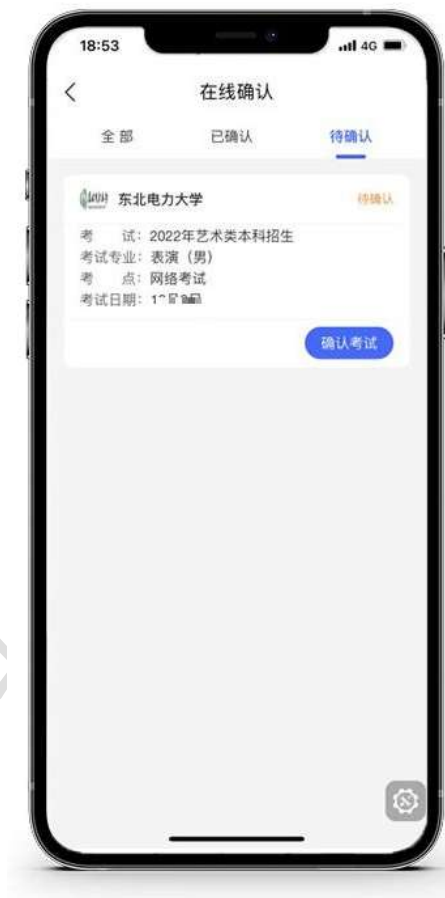 18:53
4G
在线确认
全部 已确认 待确认
东北电力大学 待确认
考 试：2022年艺术类本科招生
考试专业：表演（男）
考 点：网络考试
考试日期：
确认考试